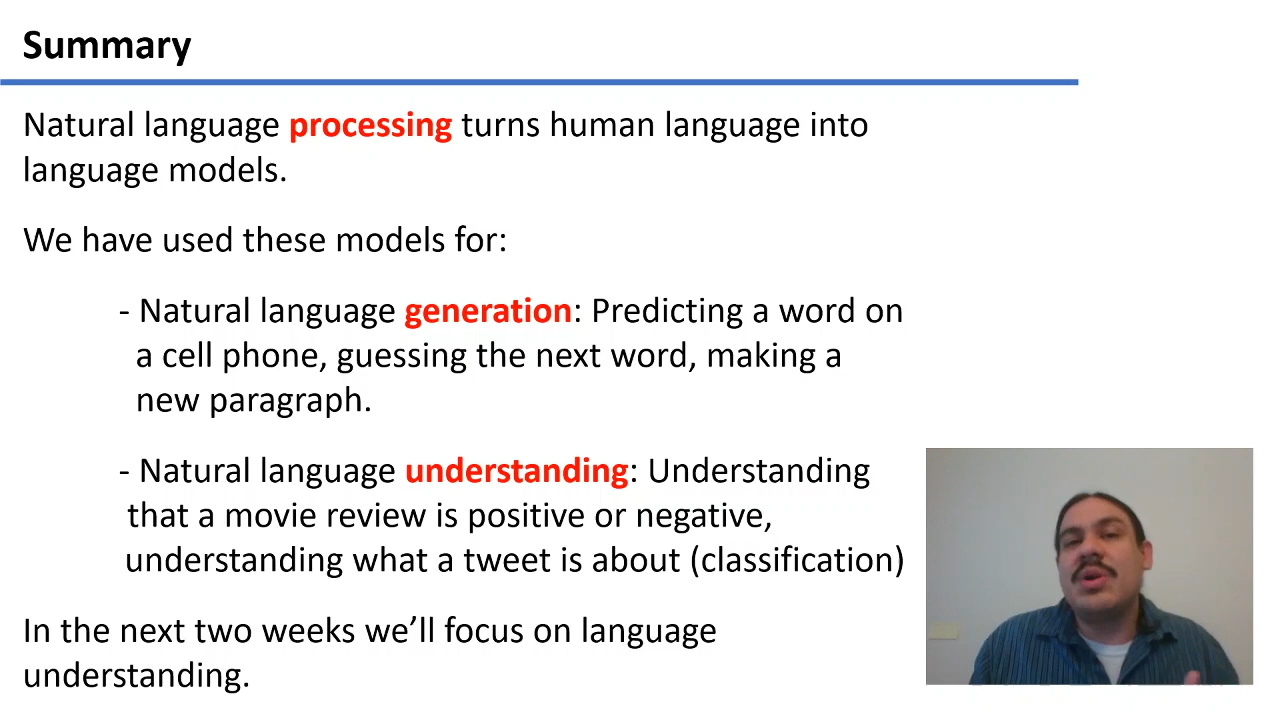 Summary
Natural language processing turns human language into
language models.
We have used these models for:
- Natural language generation: Predicting a word on
a cell phone, guessing the next word, making a
new paragraph.
- Natural language understanding: Understanding
that a movie review is positive or negative,
understanding what a tweet is about (classification)
In the next two weeks we’ll focus on language
understanding.